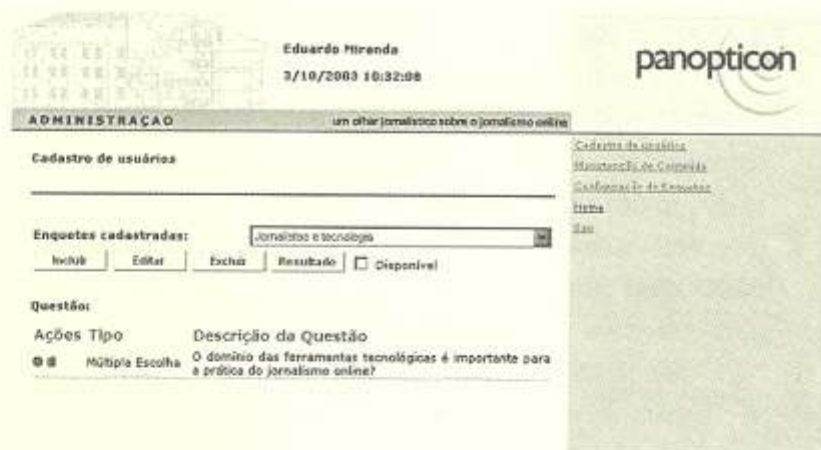 Eduardo Miranda
3/10/2003 10:32:08
panopticon
ADMINISTRAÇAO
um olhar jornalístico sobre o jornalismo online
Cadastro de usuários
Cadastro de usuários
Manutenção de Conteúdo
Configuração de Enquetes
Home
Sair
Enquetes cadastradas:
Jornalistas e tecnologia
Incluir Editar Excluir Resultado Disponível
Questão:
Ações Tipo Descrição da Questão
Múltipla Escolha O domínio das ferramentas tecnológicas é importante para
a prática do jornalismo online?